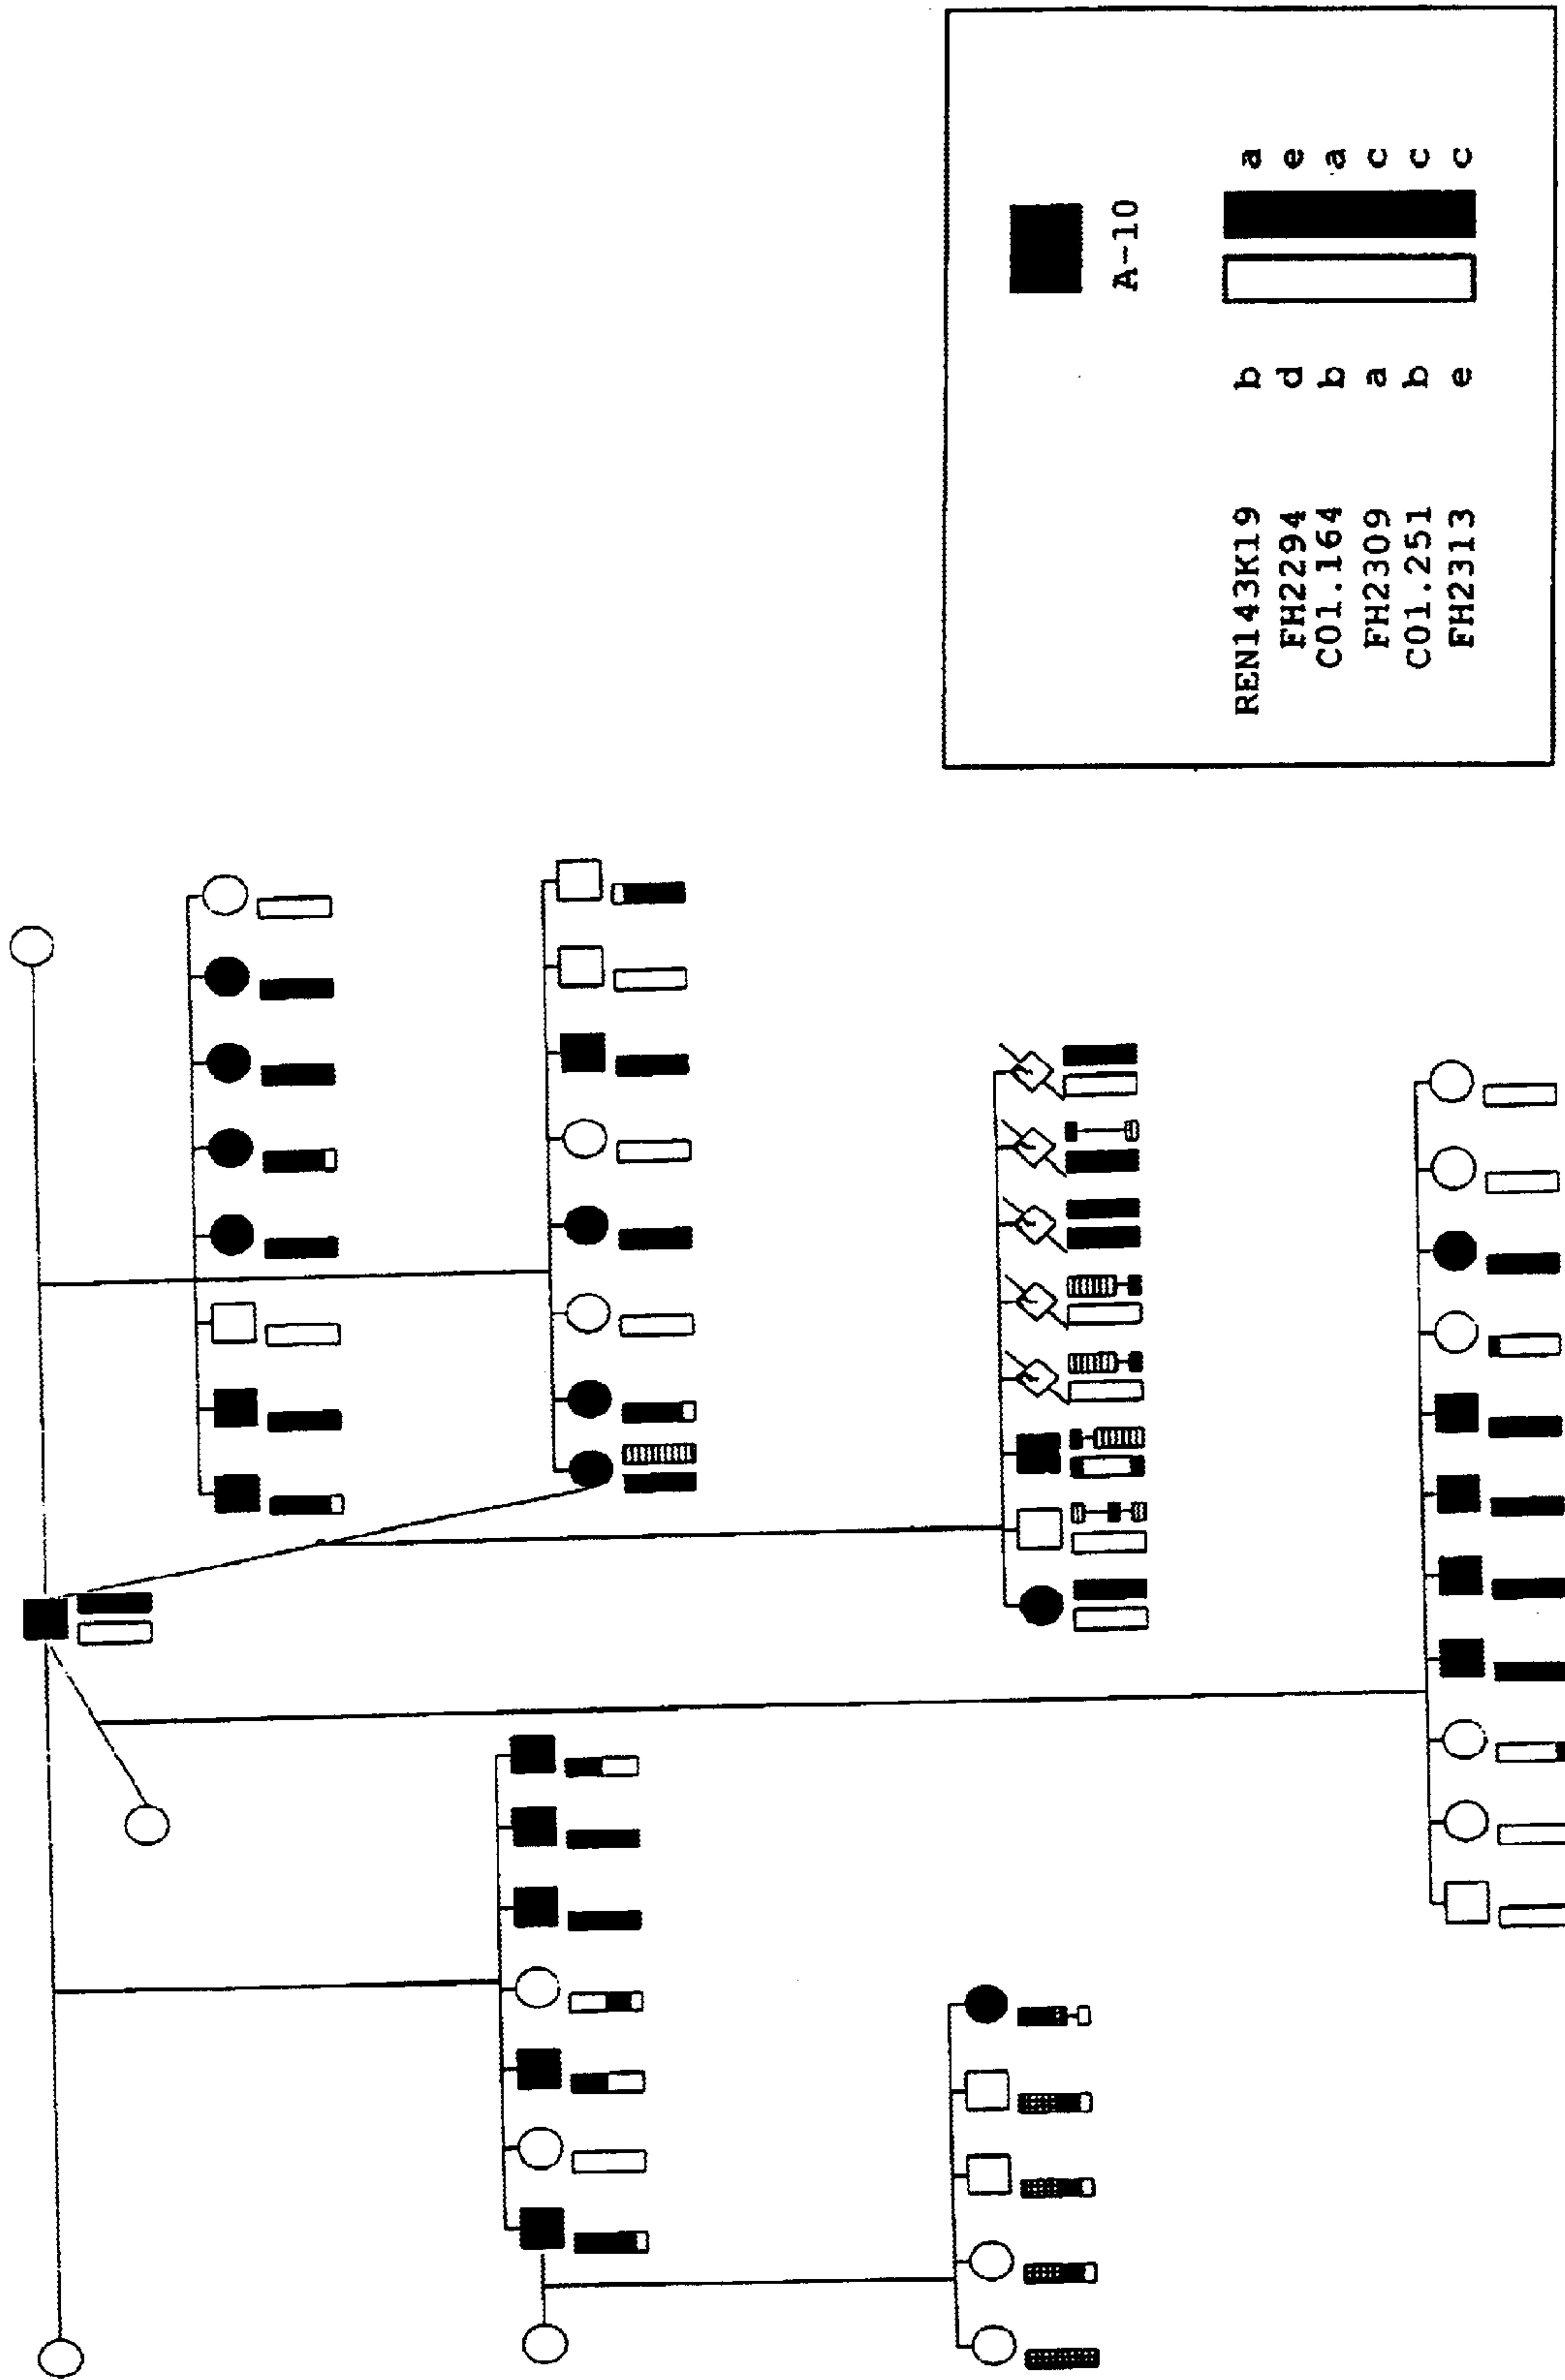 A-10
REN143K19 b a
FH2294 d e
C01.164 b a
FH2309 a c
C01.251 b c
FH2313 e c